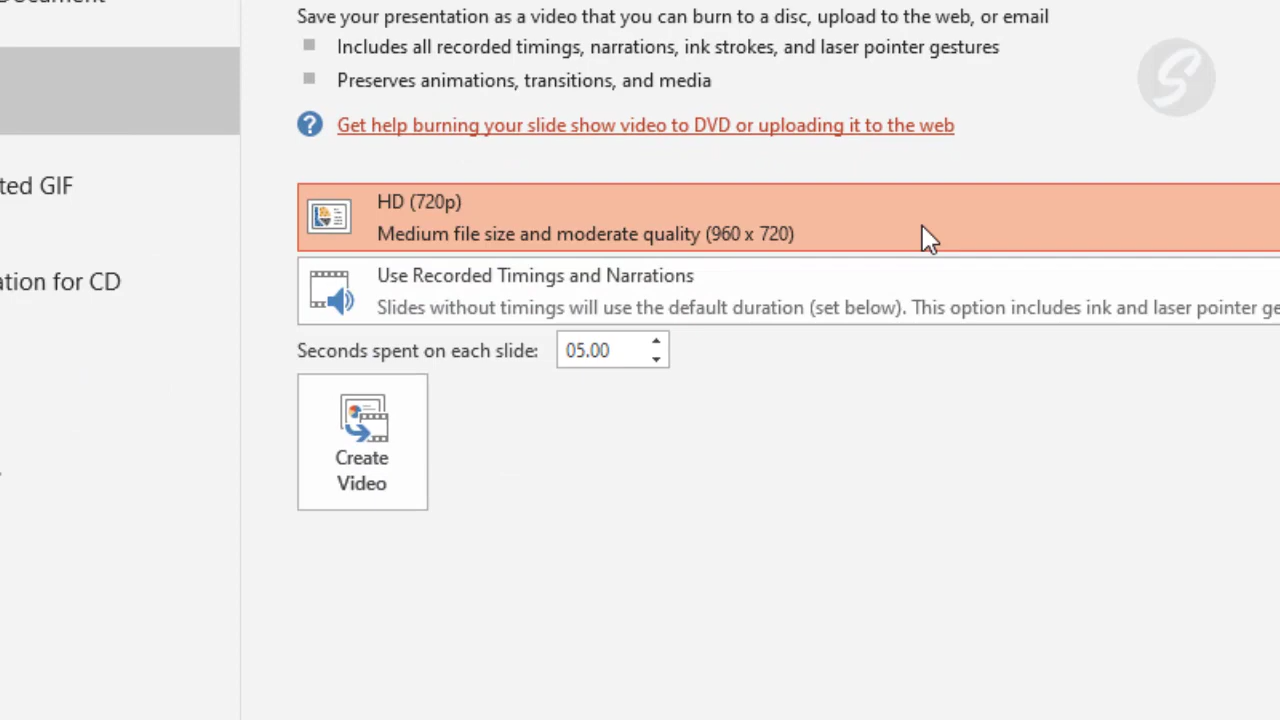 Document
Save your presentation as a video that you can burn to a disc, upload to the web, or email
Includes all recorded timings, narrations, ink strokes, and laser pointer gestures
Preserves animations, transitions, and media
Get help burning your slide show video to DVD or uploading it to the web
ted GIF
HD (720p)
Medium file size and moderate quality (960 x 720)
ation for CD
Use Recorded Timings and Narrations
Slides without timings will use the default duration (set below). This option includes ink and laser pointer ge
Seconds spent on each slide: 05.00
Create
Video